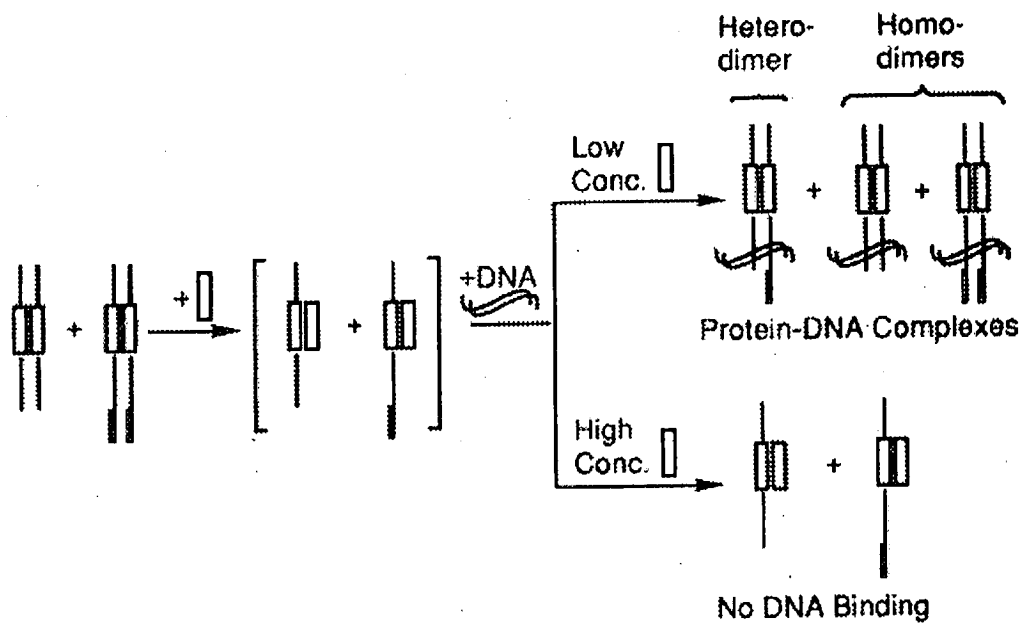 Hetero-
dimer
Homo-
dimers
Low
Conc.
+
+
+
+
+
+DNA
Protein-DNA Complexes
High
Conc.
+
No DNA Binding